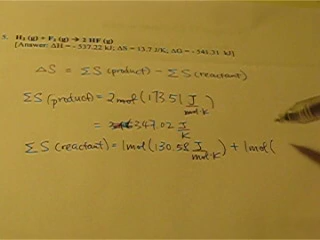 5. H₂ (g) + F₂ (g) → 2 HF (g)
[Answer: ΔH = - 537.22 kJ; ΔS = 13.7 J/K, ΔG = - 541.31 kJ]
ΔS = ΣS (product) - ΣS (reactant)
ΣS (product) = 2 mol (173.51 J/mol·K)
= 347.02 J/K
ΣS (reactant) = 1 mol (130.58 J/mol·K) + 1 mol (